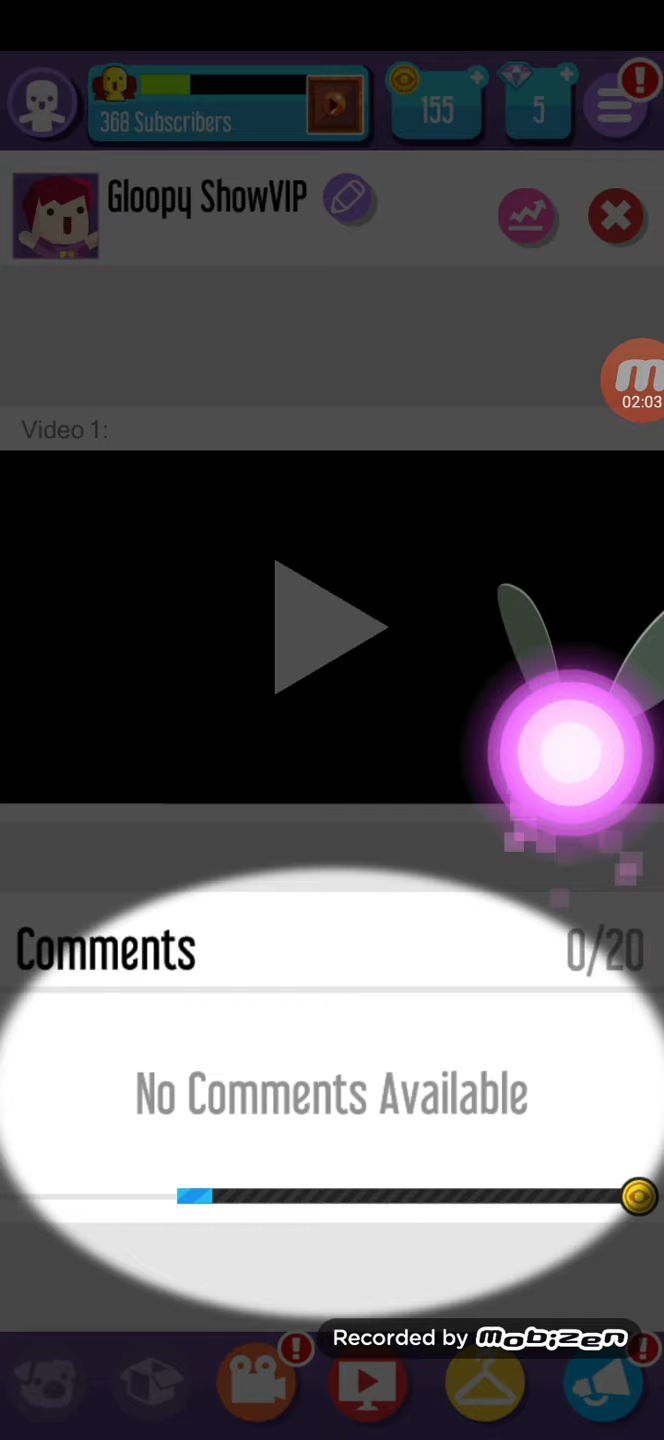 368 Subscribers
155
5
Gloopy ShowVIP
02:03
Video 1:
Comments
0/20
No Comments Available
Recorded by mobizen